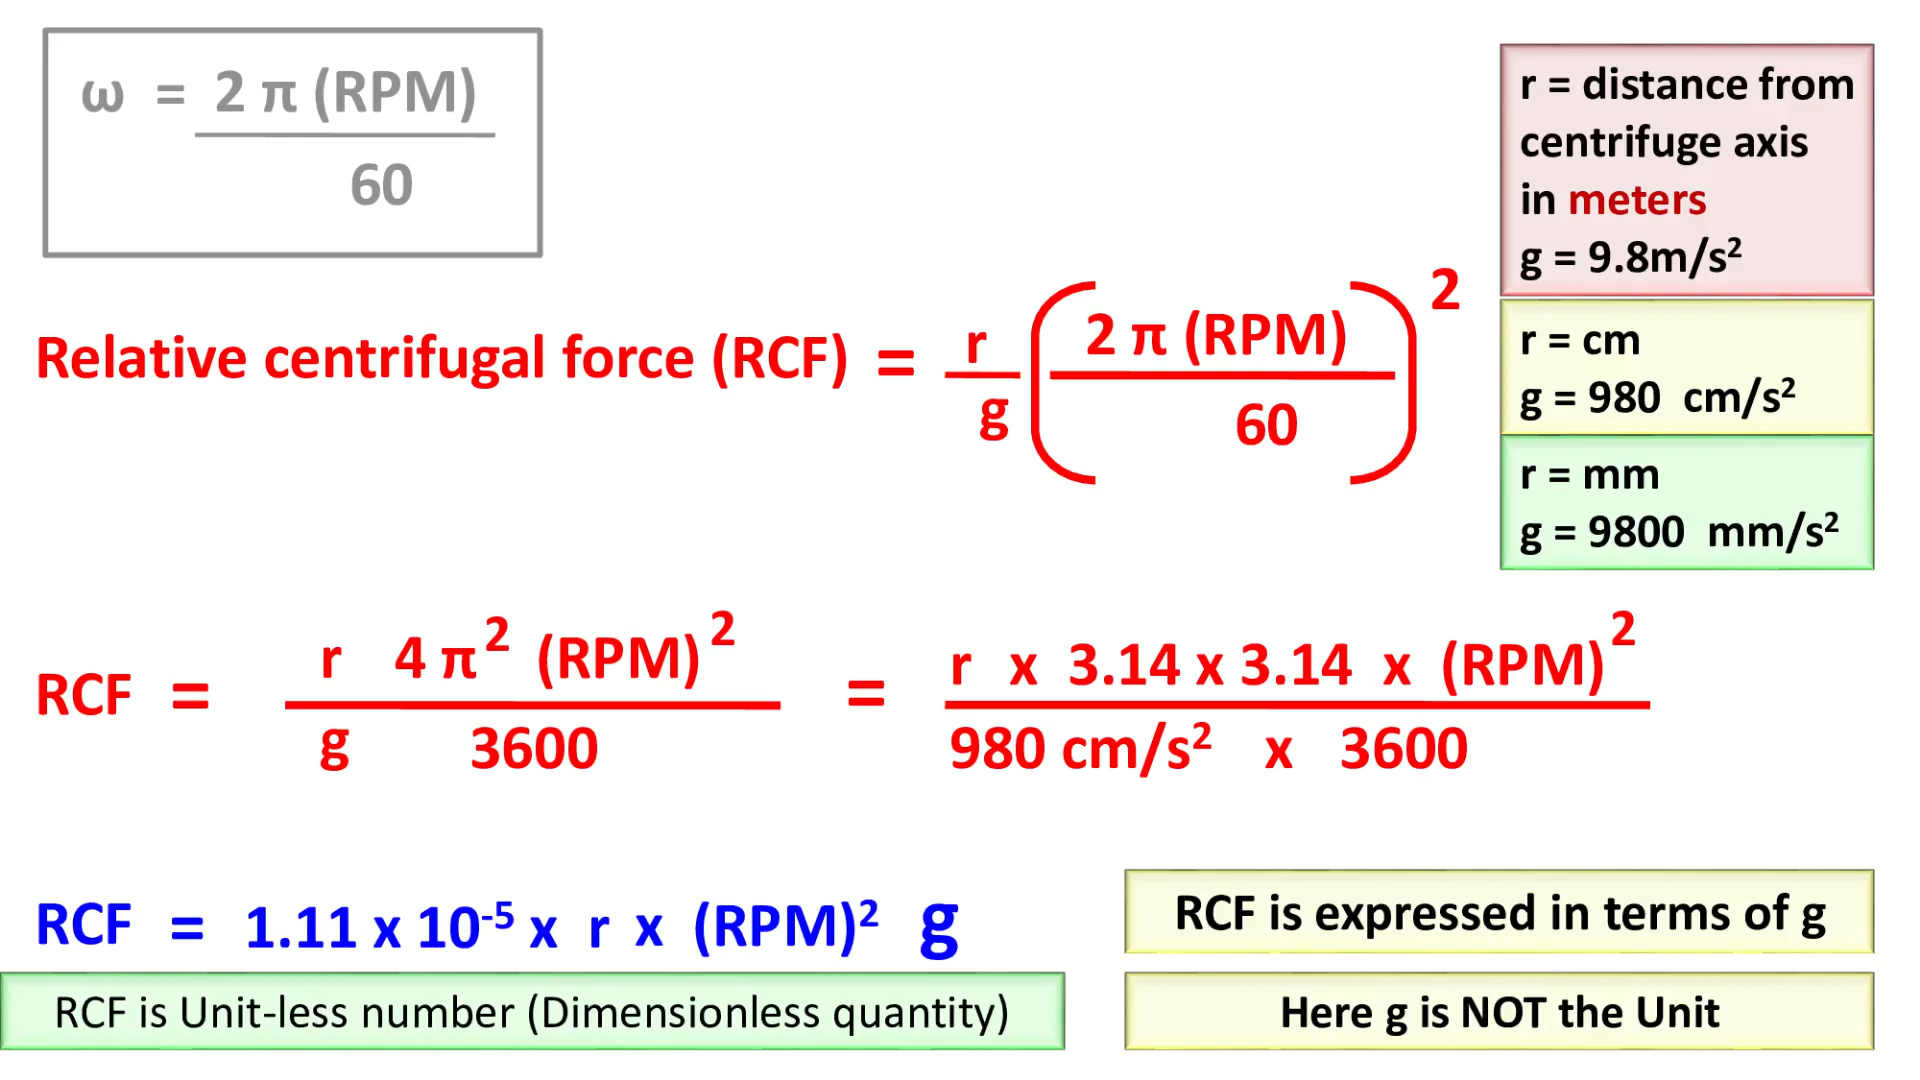 ω = 2 π (RPM)
60
r = distance from
centrifuge axis
in meters
g = 9.8m/s²
r = cm
g = 980 cm/s²
r = mm
g = 9800 mm/s²
Relative centrifugal force (RCF) = r/g ( 2 π (RPM) / 60 )²
RCF = r 4 π² (RPM)² = r x 3.14 x 3.14 x (RPM)²
g 3600 980 cm/s² x 3600
RCF = 1.11 x 10⁻⁵ x r x (RPM)² g
RCF is expressed in terms of g
RCF is Unit-less number (Dimensionless quantity)
Here g is NOT the Unit